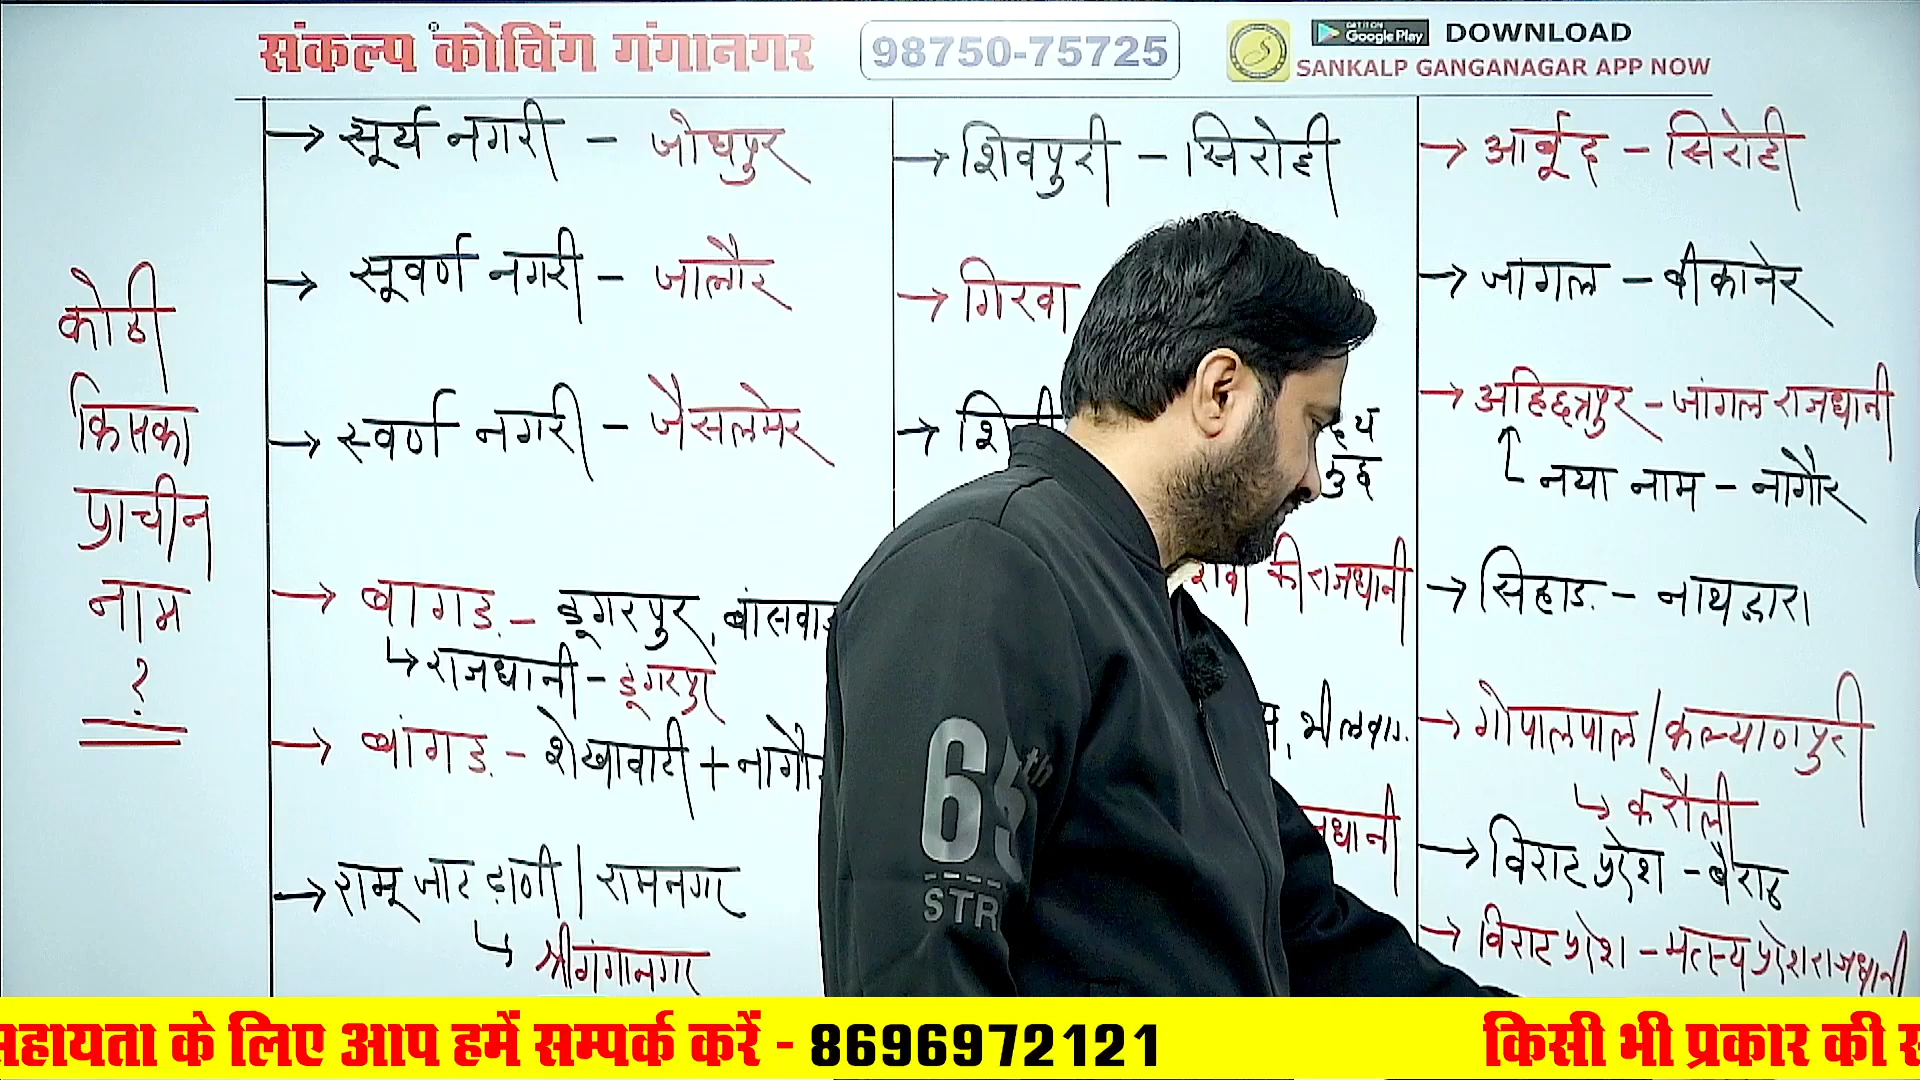 संकल्प कोचिंग गंगानगर
98750-75725
GET IT ON
Google Play
DOWNLOAD
SANKALP GANGANAGAR APP NOW
कोठी
किसका
प्राचीन
नाम
?
→ सूर्य नगरी - जोधपुर
→ सूवर्ण नगरी - जालौर
→ स्वर्ण नगरी - जैसलमेर
→ बागड़ - डूंगरपुर, बांसवाड
↳ राजधानी - डूंगरपुर
→ बांगड़ - शेखावाटी + नागौ
→ रामू जाट ढ़ाणी / रामनगर
↳ श्रीगंगानगर
→ शिवपुरी - सिरोही
→ गिरवा
→ शि
की राजधानी
, भीलवाड़ा
जधानी
→ आर्बूद - सिरोही
→ जांगल - बीकानेर
→ अहिछत्रपुर - जांगल राजधानी
नया नाम - नागौर
→ सिहाड़ - नाथद्वारा
→ गोपालपाल / कल्याणपुरी
↳ करौली
→ विराट प्रदेश - बैराठ
→ विराट प्रदेश - मत्स्य प्रदेश राजधानी
65th
STR
सहायता के लिए आप हमें सम्पर्क करें - 8696972121
किसी भी प्रकार की स